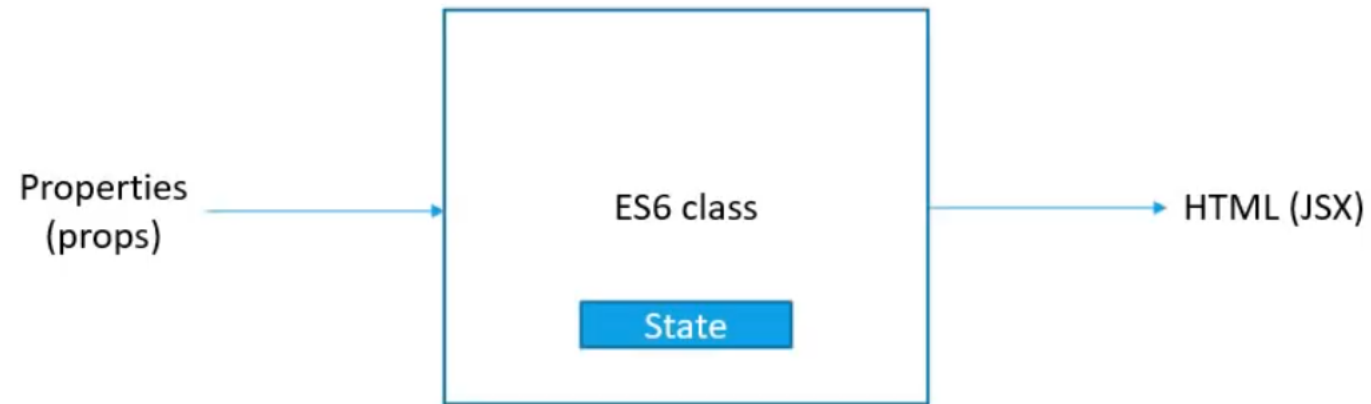 Properties
(props)
ES6 class
State
HTML (JSX)